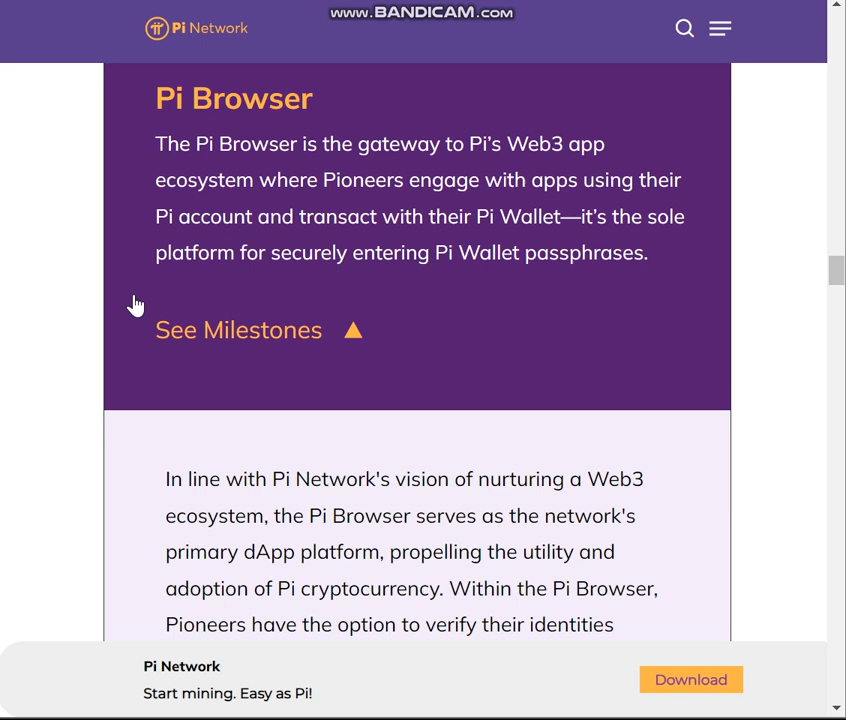 www.BANDICAM.com
Pi Network
Pi Browser
The Pi Browser is the gateway to Pi’s Web3 app
ecosystem where Pioneers engage with apps using their
Pi account and transact with their Pi Wallet—it’s the sole
platform for securely entering Pi Wallet passphrases.
See Milestones
In line with Pi Network's vision of nurturing a Web3
ecosystem, the Pi Browser serves as the network's
primary dApp platform, propelling the utility and
adoption of Pi cryptocurrency. Within the Pi Browser,
Pioneers have the option to verify their identities
Pi Network
Start mining. Easy as Pi!
Download